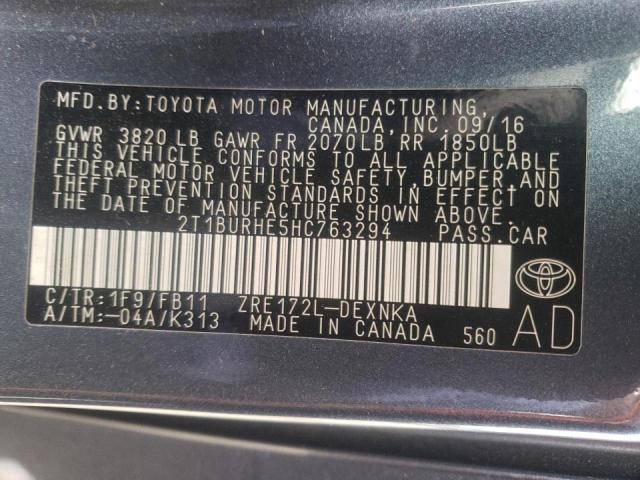 MFD.BY:TOYOTA MOTOR MANUFACTURING,
CANADA, INC. 09/16
GVWR 3820 LB GAWR FR 2070LB RR 1850LB
THIS VEHICLE CONFORMS TO ALL APPLICABLE
FEDERAL MOTOR VEHICLE SAFETY, BUMPER, AND
THEFT PREVENTION STANDARDS IN EFFECT ON
THE DATE OF MANUFACTURE SHOWN ABOVE.
2T1BURHE5HC763294 PASS.CAR
C/TR:1F9/FB11 ZRE172L-DEXNKA
A/TM:-04A/K313 MADE IN CANADA 560
AD